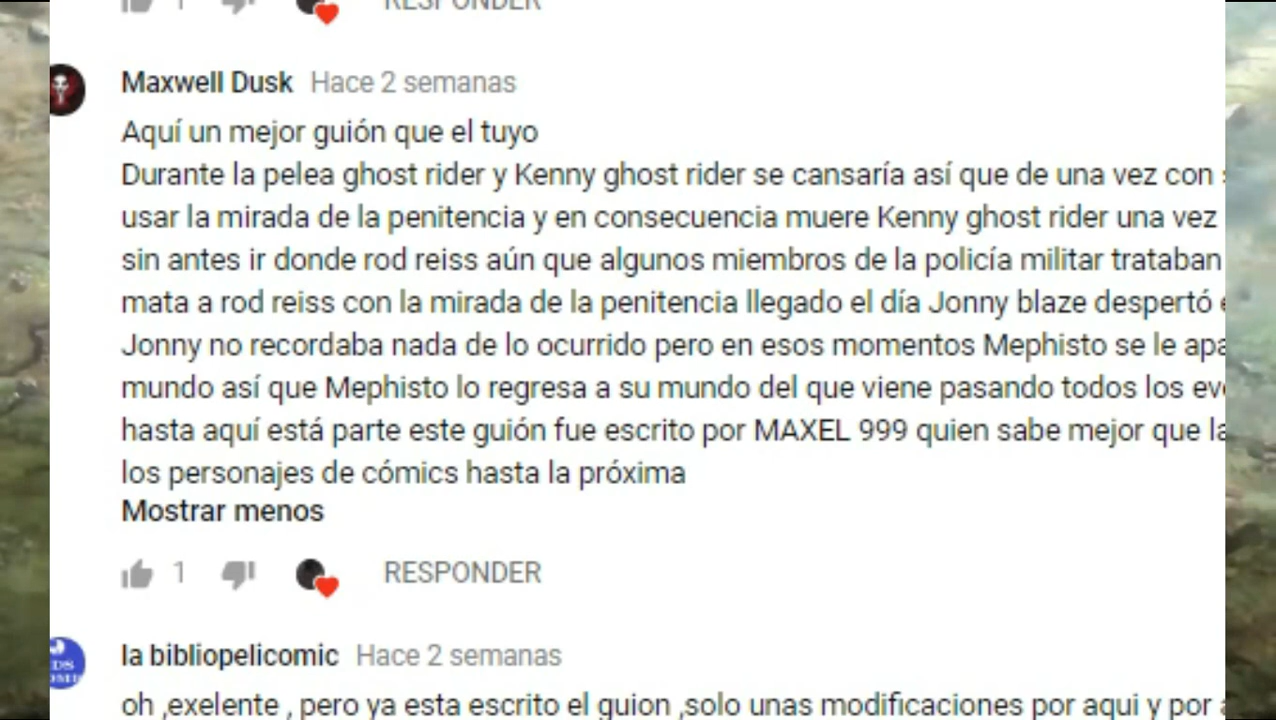 1 RESPONDER
Maxwell Dusk Hace 2 semanas
Aquí un mejor guión que el tuyo
Durante la pelea ghost rider y Kenny ghost rider se cansaría así que de una vez con
usar la mirada de la penitencia y en consecuencia muere Kenny ghost rider una vez
sin antes ir donde rod reiss aún que algunos miembros de la policía militar trataban
mata a rod reiss con la mirada de la penitencia llegado el día Jonny blaze despertó
Jonny no recordaba nada de lo ocurrido pero en esos momentos Mephisto se le apa
mundo así que Mephisto lo regresa a su mundo del que viene pasando todos los ev
hasta aquí está parte este guión fue escrito por MAXEL 999 quien sabe mejor que la
los personajes de cómics hasta la próxima
Mostrar menos
1 RESPONDER
la bibliopelicomic Hace 2 semanas
oh ,exelente , pero ya esta escrito el guion ,solo unas modificaciones por aqui y por